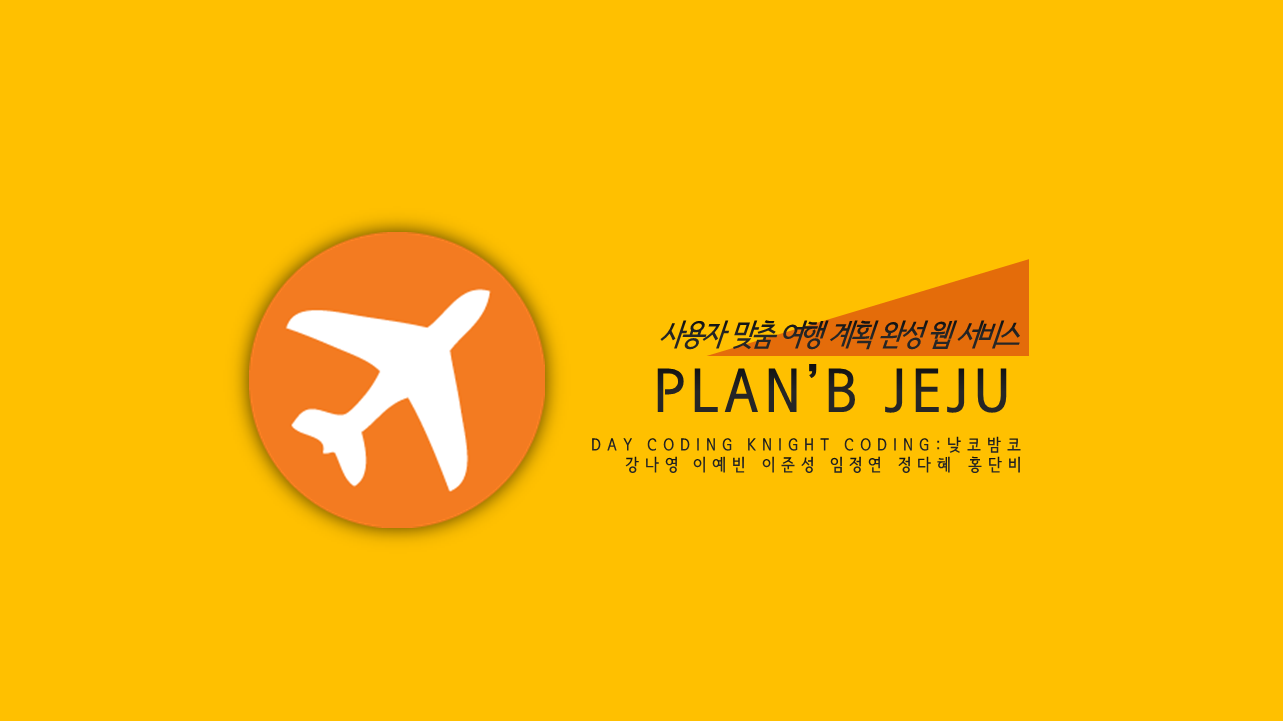 사용자 맞춤 여행 계획 완성 웹 서비스
PLAN'B JEJU
DAY CODING KNIGHT CODING:낮코밤코
강나영 이예빈 이준성 임정연 정다혜 홍단비